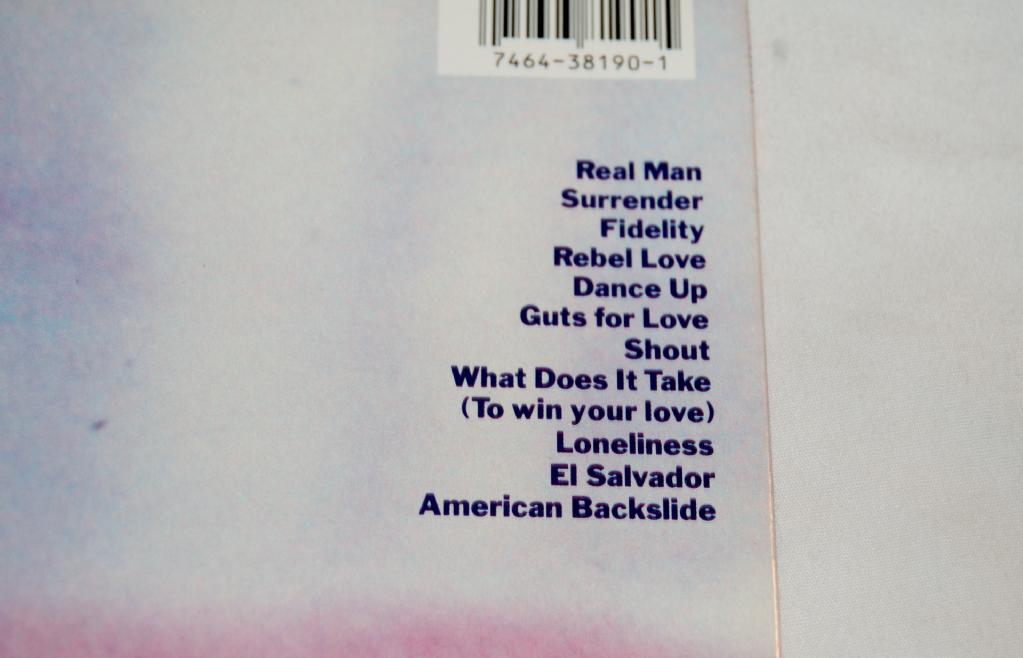 7464-38190-1
Real Man
Surrender
Fidelity
Rebel Love
Dance Up
Guts for Love
Shout
What Does It Take
(To win your love)
Loneliness
El Salvador
American Backslide